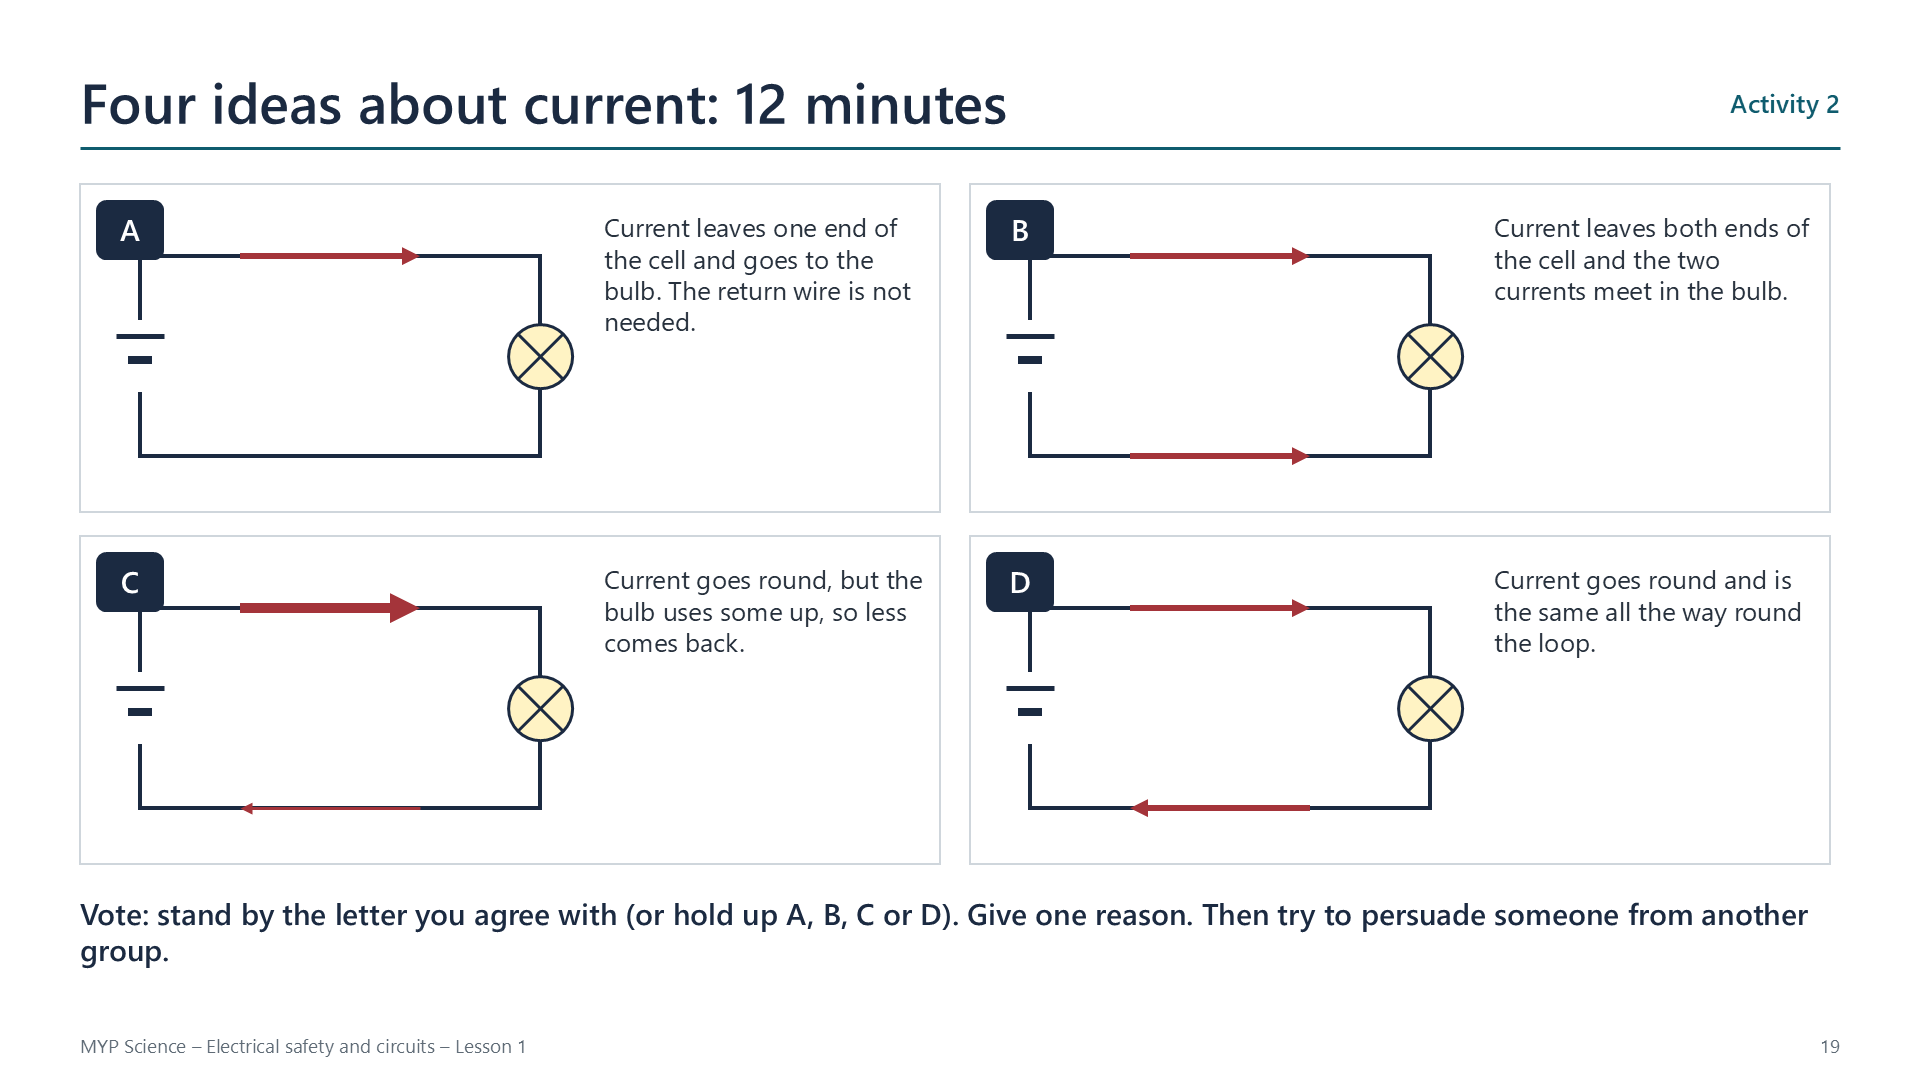 Four ideas about current: 12 minutes
Activity 2
A
Current leaves one end of
the cell and goes to the
bulb. The return wire is not
needed.
B
Current leaves both ends of
the cell and the two
currents meet in the bulb.
C
Current goes round, but the
bulb uses some up, so less
comes back.
D
Current goes round and is
the same all the way round
the loop.
Vote: stand by the letter you agree with (or hold up A, B, C or D). Give one reason. Then try to persuade someone from another
group.
MYP Science – Electrical safety and circuits – Lesson 1
19